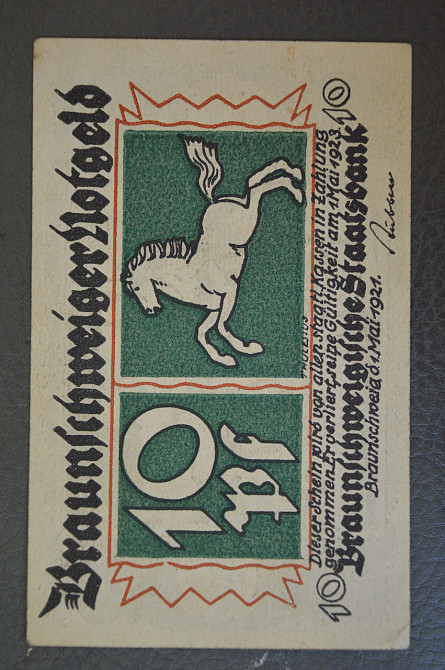 Braunschweiger Notgeld
10
Pf
THULERIUS
Dieser Schein wird von allen Staatl. Kassen in Zahlung
genommen. Er verliert seine Gültigkeit am 1. Mai 1923.
10 Braunschweigische Staatsbank 10
Braunschweig d. 1. Mai 1921.